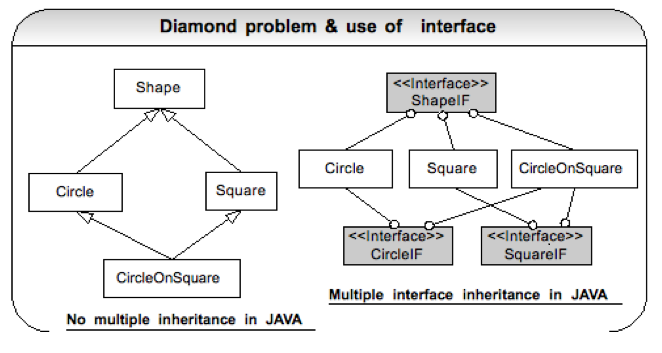 Diamond problem & use of interface
Shape
Circle
Square
CircleOnSquare
No multiple inheritance in JAVA
<<Interface>>
ShapeIF
Circle
Square
CircleOnSquare
<<Interface>>
CircleIF
<<Interface>>
SquareIF
Multiple interface inheritance in JAVA